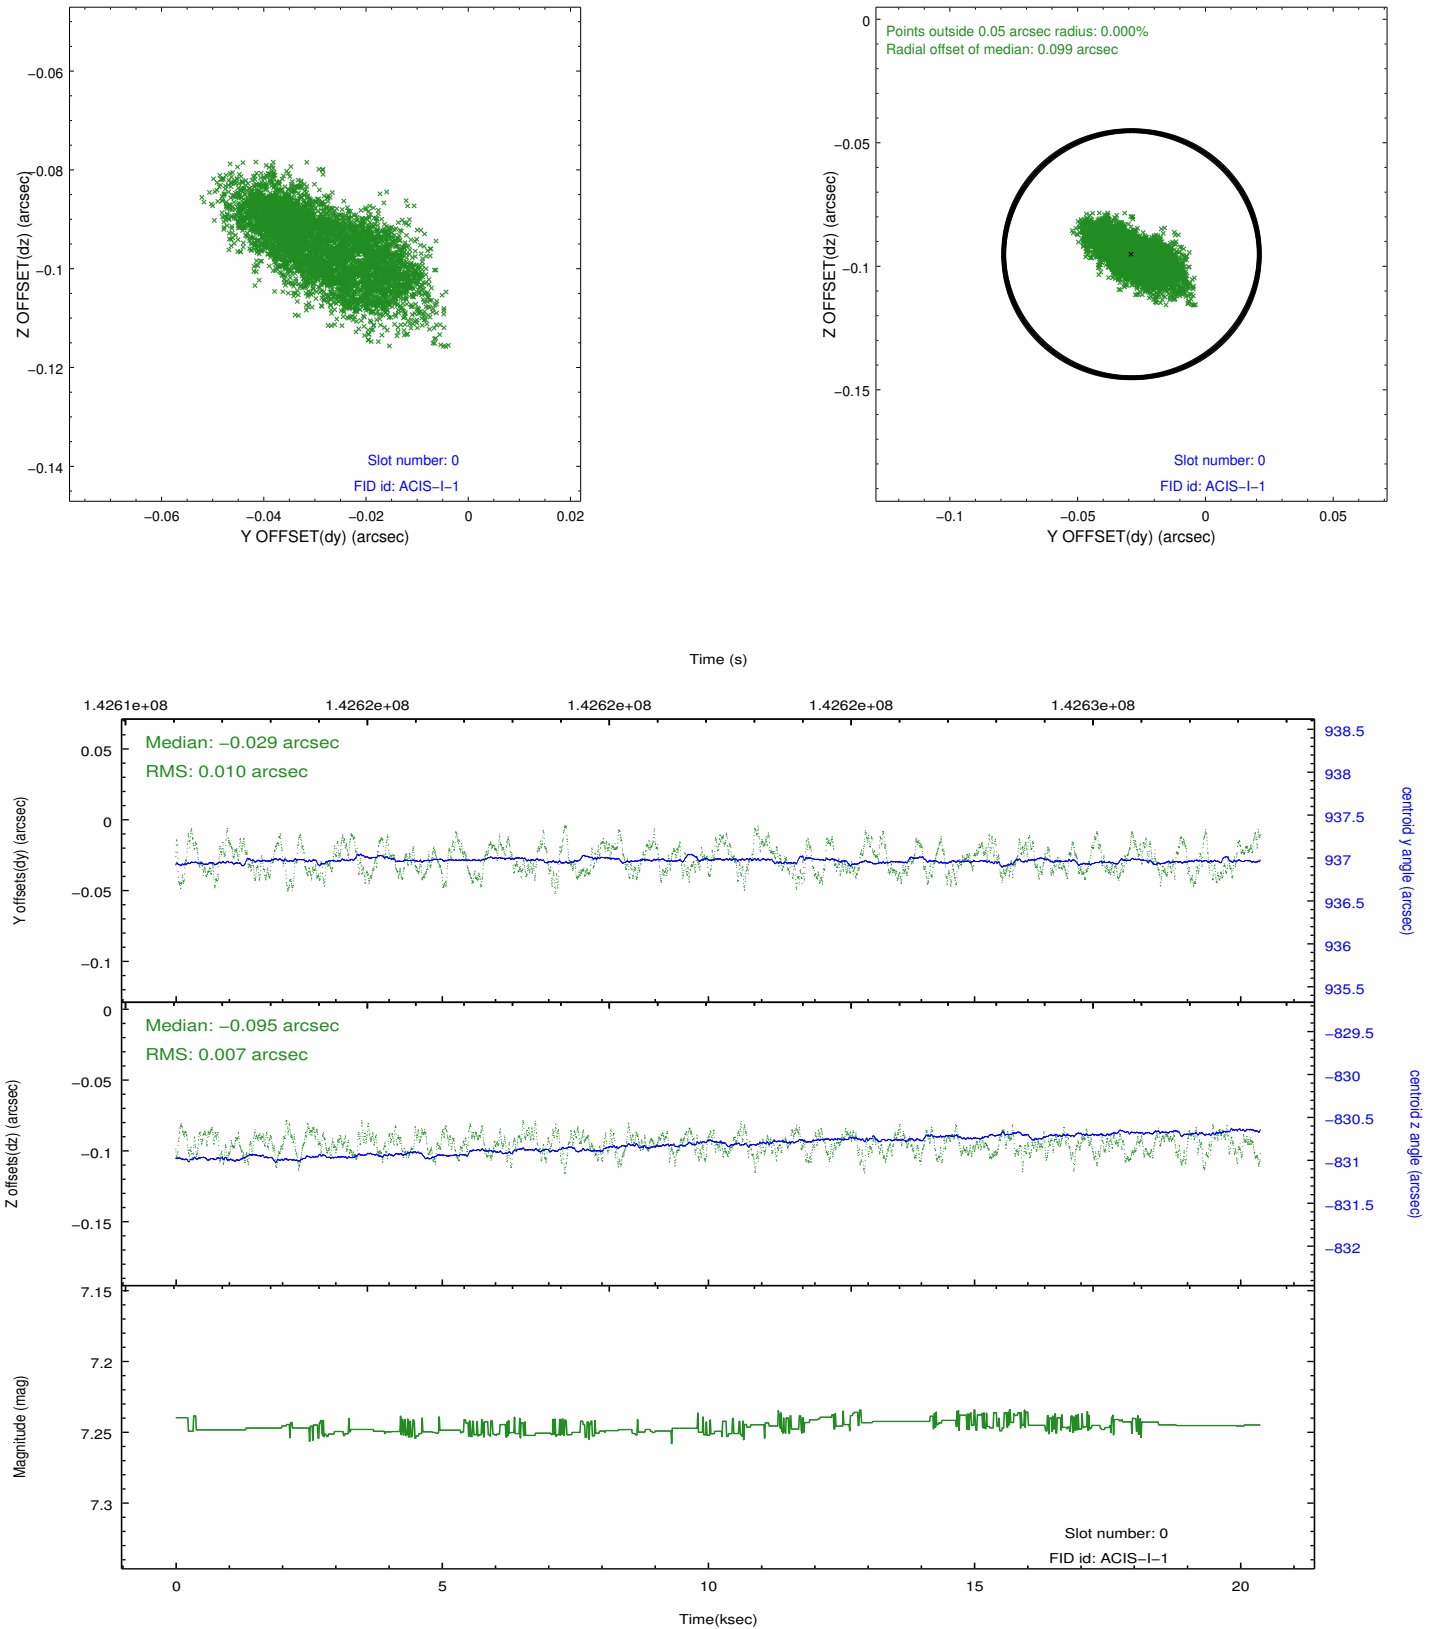 −0.06
−0.08
−0.1
−0.12
−0.14
Z OFFSET(dz) (arcsec)
Slot number: 0
FID id: ACIS−I−1
−0.06 −0.04 −0.02 0 0.02
Y OFFSET(dy) (arcsec)
Points outside 0.05 arcsec radius: 0.000%
Radial offset of median: 0.099 arcsec
0
−0.05
−0.1
−0.15
Z OFFSET(dz) (arcsec)
Slot number: 0
FID id: ACIS−I−1
−0.1 −0.05 0 0.05
Y OFFSET(dy) (arcsec)
Time (s)
1.4261e+08 1.4262e+08 1.4262e+08 1.4262e+08 1.4263e+08
Median: −0.029 arcsec
RMS: 0.010 arcsec
0.05
0
−0.05
−0.1
Y offsets(dy) (arcsec)
938.5
938
937.5
937
936.5
936
935.5
centroid y angle (arcsec)
Median: −0.095 arcsec
RMS: 0.007 arcsec
0
−0.05
−0.1
−0.15
Z offsets(dz) (arcsec)
−829.5
−830
−830.5
−831
−831.5
−832
centroid z angle (arcsec)
7.15
7.2
7.25
7.3
Magnitude (mag)
Slot number: 0
FID id: ACIS−I−1
0 5 10 15 20
Time(ksec)